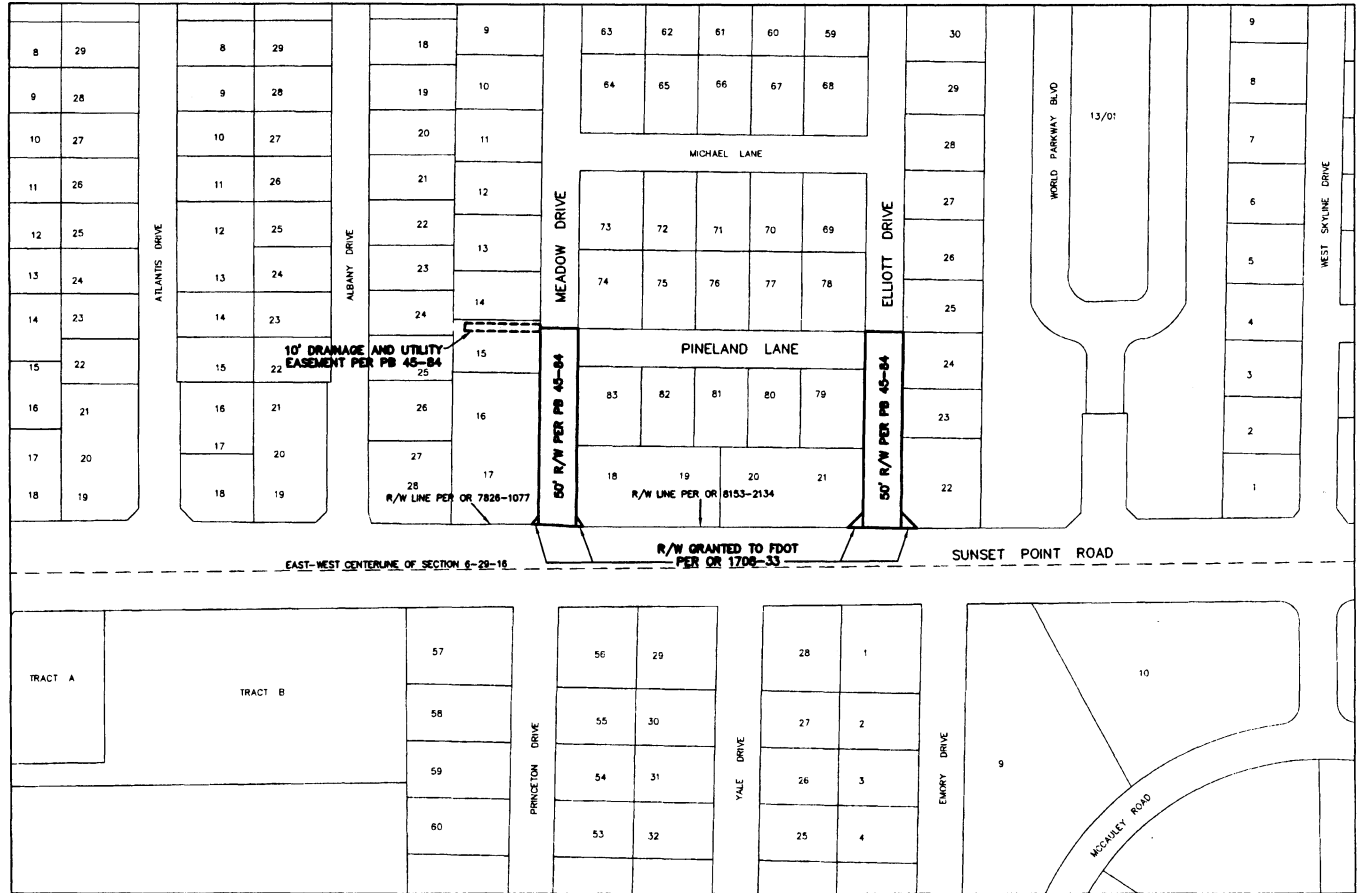 8 29 8 29 18 9 63 62 61 60 59 30 9
9 28 9 28 19 10 64 65 66 67 68 29 WORLD PARKWAY BLVD 13/01 8
10 27 10 27 20 11 MICHAEL LANE 28 7
11 26 11 26 21 12 27 6
12 25 ATLANTIS DRIVE 12 25 ALBANY DRIVE 22 13 MEADOW DRIVE 73 72 71 70 69 ELLIOTT DRIVE 26 5 WEST SKYLINE DRIVE
13 24 13 24 23 14 74 75 76 77 78 25 4
14 23 14 23 24
10' DRAINAGE AND UTILITY
EASEMENT PER PB 45-84
15 22 15 22 25 15 PINELAND LANE 24 3
16 21 16 21 26 16 50' R/W PER PB 45-84 83 82 81 80 79 50' R/W PER PB 45-84 23 2
17 20 17 20 27 17 18 19 20 21 22 1
18 19 18 19 28
R/W LINE PER OR 7826-1077
R/W LINE PER OR 8153-2134
R/W GRANTED TO FDOT
PER OR 1708-33
SUNSET POINT ROAD
EAST-WEST CENTERLINE OF SECTION 6-29-16
TRACT A TRACT B 57 56 29 28 1 10
58 PRINCETON DRIVE 55 30 YALE DRIVE 27 2 EMORY DRIVE 9
59 54 31 26 3
60 53 32 25 4 MCCAULEY ROAD